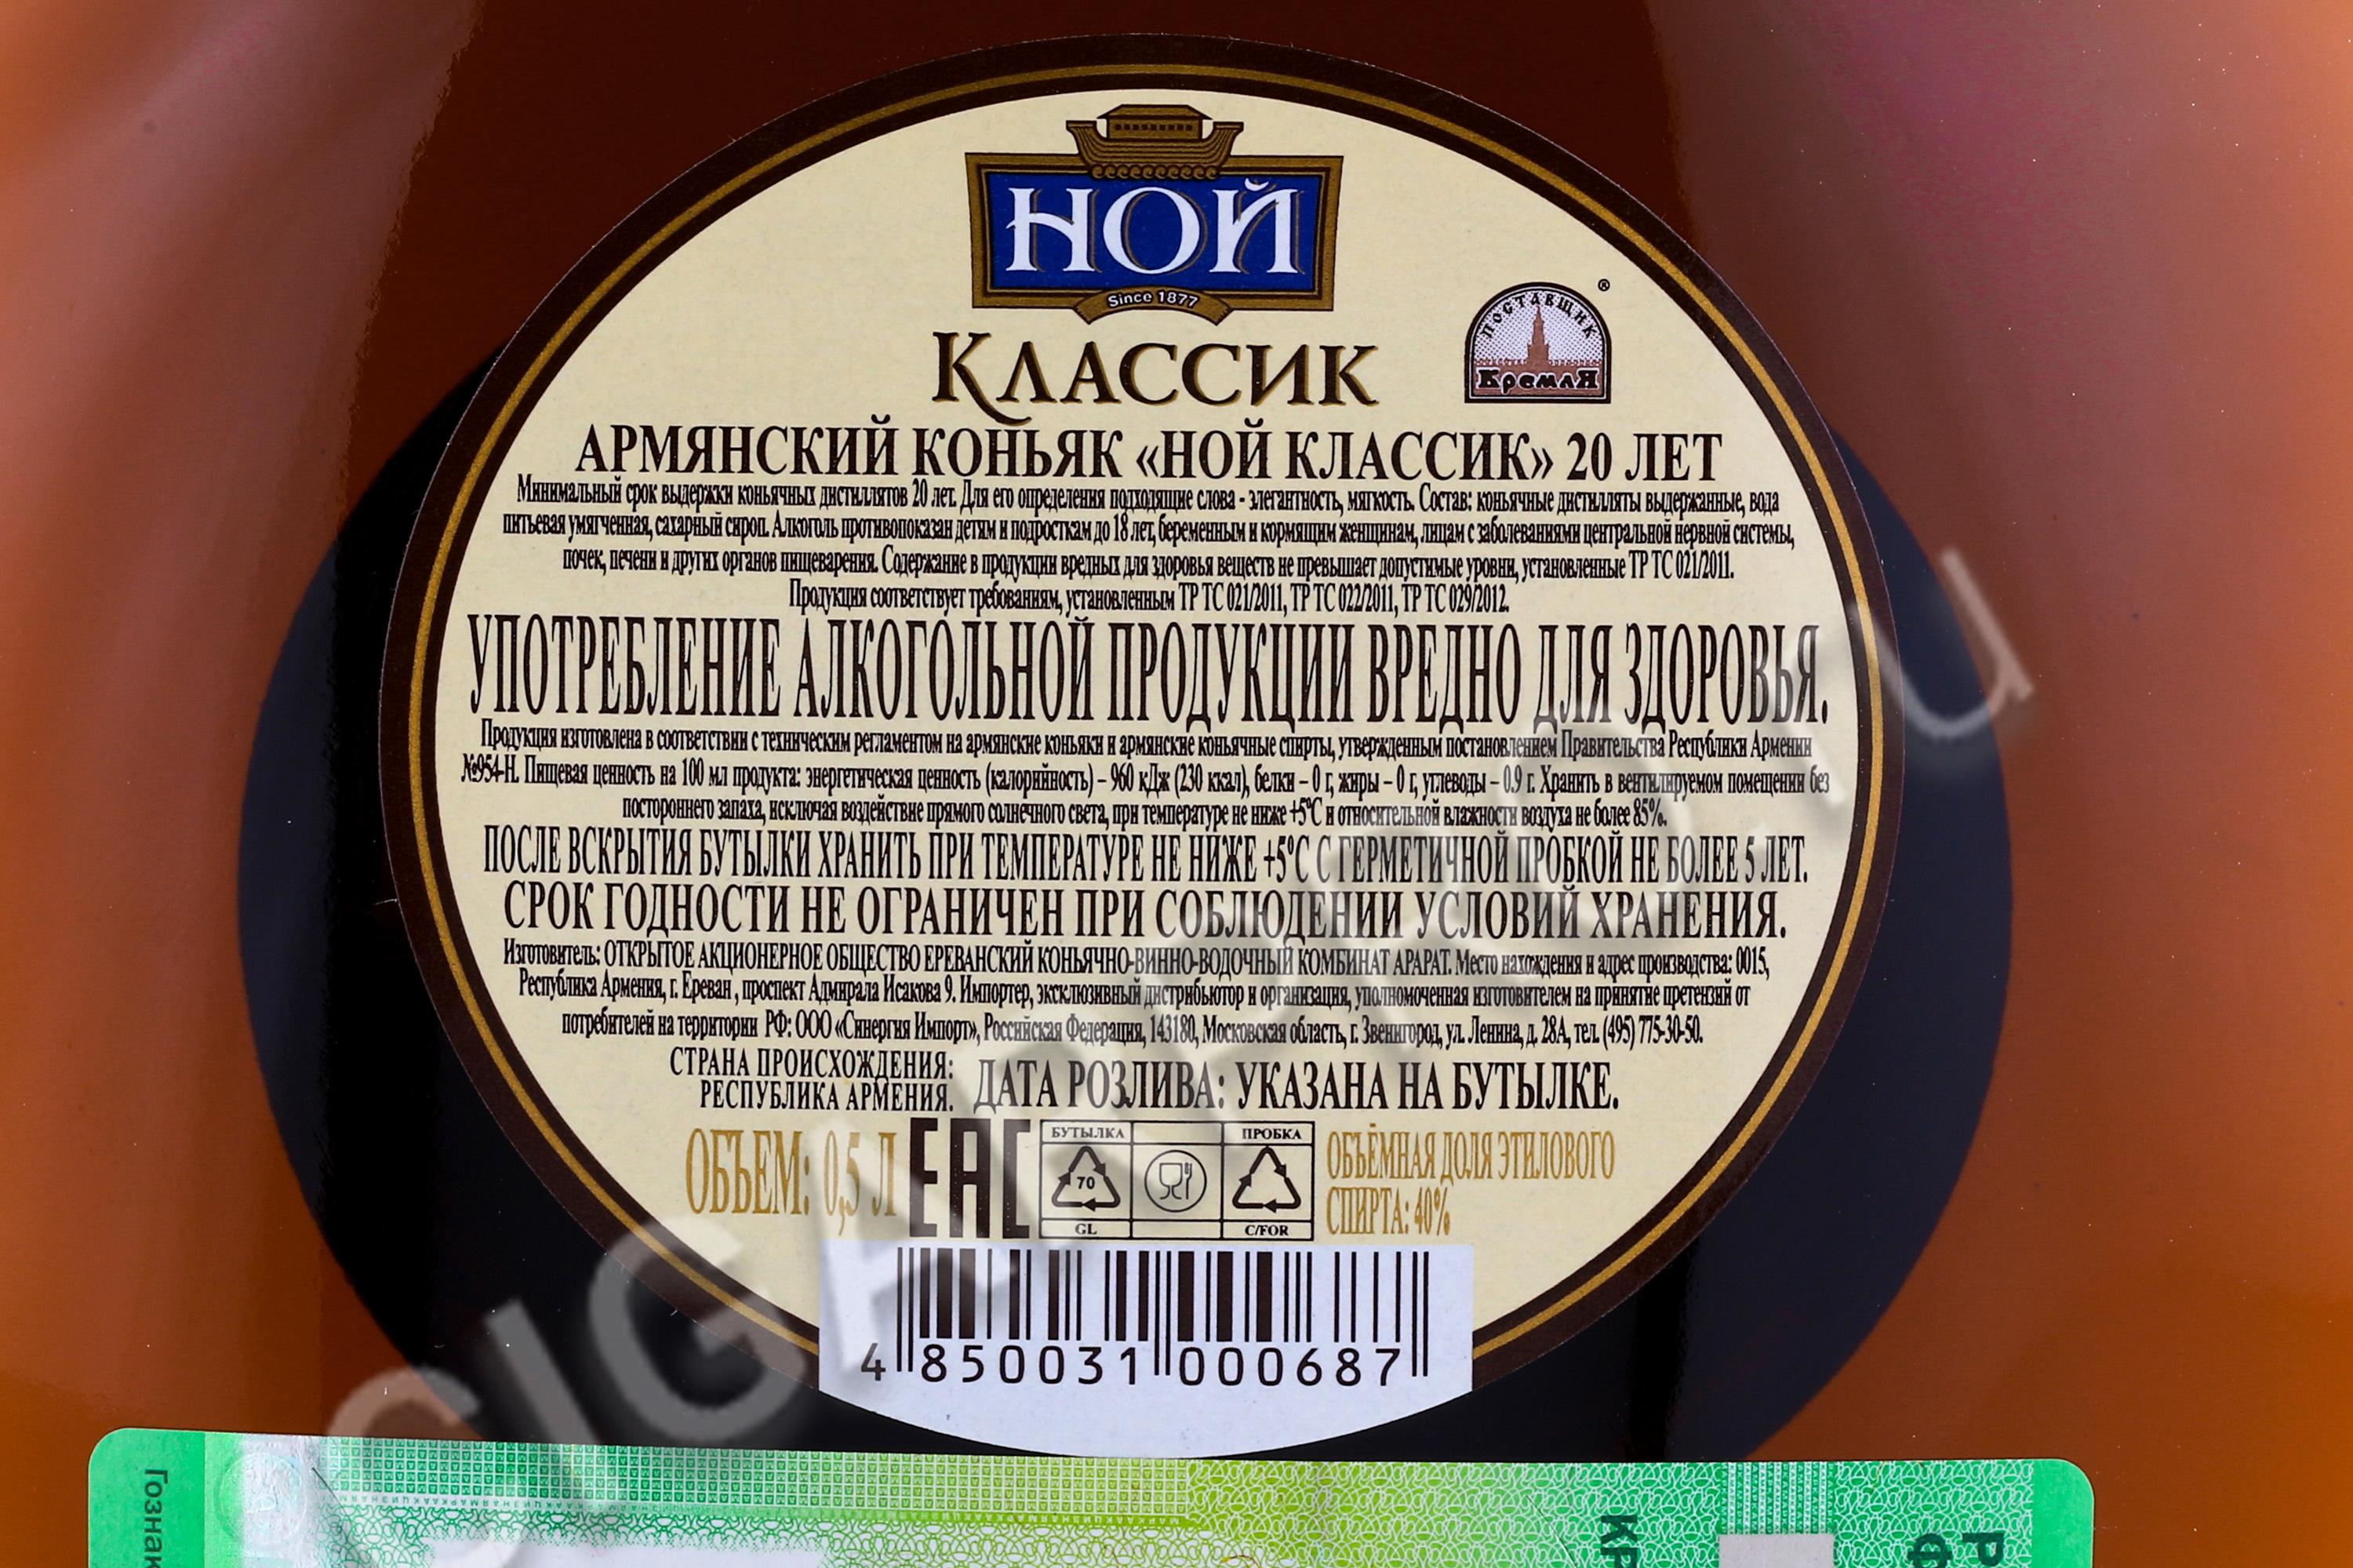 НОЙ
Since 1877
ПОСТАВЩИК
КРЕМЛЯ
®
КЛАССИК
АРМЯНСКИЙ КОНЬЯК «НОЙ КЛАССИК» 20 ЛЕТ
Минимальный срок выдержки коньячных дистиллятов 20 лет. Для его определения подходящие слова - элегантность, мягкость. Состав: коньячные дистилляты выдержанные, вода
питьевая умягченная, сахарный сироп. Алкоголь противопоказан детям и подросткам до 18 лет, беременным и кормящим женщинам, лицам с заболеваниями центральной нервной системы,
почек, печени и других органов пищеварения. Содержание в продукции вредных для здоровья веществ не превышает допустимые уровни, установленные ТР ТС 021/2011.
Продукция соответствует требованиям, установленным ТР ТС 021/2011, ТР ТС 022/2011, ТР ТС 029/2012.
УПОТРЕБЛЕНИЕ АЛКОГОЛЬНОЙ ПРОДУКЦИИ ВРЕДНО ДЛЯ ЗДОРОВЬЯ.
Продукция изготовлена в соответствии с техническим регламентом на армянские коньяки и армянские коньячные спирты, утвержденным постановлением Правительства Республики Армении
№954-Н. Пищевая ценность на 100 мл продукта: энергетическая ценность (калорийность) – 960 кДж (230 ккал), белки – 0 г, жиры – 0 г, углеводы – 0.9 г. Хранить в вентилируемом помещении без
постороннего запаха, исключая воздействие прямого солнечного света, при температуре не ниже +5°С и относительной влажности воздуха не более 85%.
ПОСЛЕ ВСКРЫТИЯ БУТЫЛКИ ХРАНИТЬ ПРИ ТЕМПЕРАТУРЕ НЕ НИЖЕ +5°С С ГЕРМЕТИЧНОЙ ПРОБКОЙ НЕ БОЛЕЕ 5 ЛЕТ.
СРОК ГОДНОСТИ НЕ ОГРАНИЧЕН ПРИ СОБЛЮДЕНИИ УСЛОВИЙ ХРАНЕНИЯ.
Изготовитель: ОТКРЫТОЕ АКЦИОНЕРНОЕ ОБЩЕСТВО ЕРЕВАНСКИЙ КОНЬЯЧНО-ВИННО-ВОДОЧНЫЙ КОМБИНАТ АРАРАТ. Место нахождения и адрес производства: 0015,
Республика Армения, г. Ереван, проспект Адмирала Исакова 9. Импортер, эксклюзивный дистрибьютор и организация, уполномоченная изготовителем на принятие претензий от
потребителей на территории РФ: ООО «Синергия Импорт», Российская Федерация, 143180, Московская область, г. Звенигород, ул. Ленина, д. 28А, тел. (495) 775-30-50.
СТРАНА ПРОИСХОЖДЕНИЯ:
РЕСПУБЛИКА АРМЕНИЯ.
ДАТА РОЗЛИВА: УКАЗАНА НА БУТЫЛКЕ.
ОБЪЕМ: 0,5 Л
EAC
БУТЫЛКА
ПРОБКА
70
GL
C/FOR
ОБЪЁМНАЯ ДОЛЯ ЭТИЛОВОГО
СПИРТА: 40%
4 850031 000687
Гознак
КР
РФ